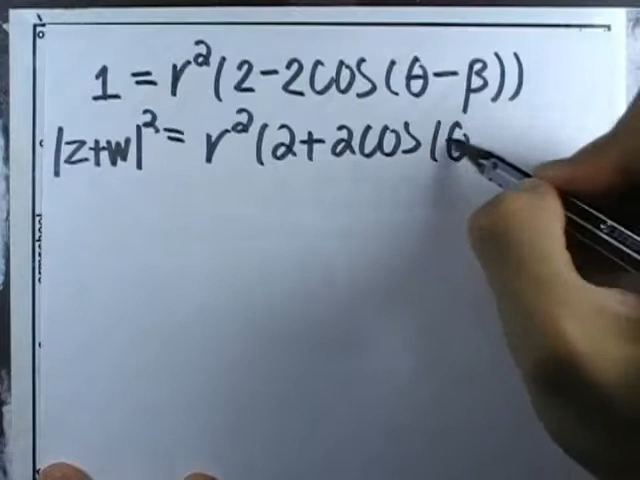 1 = r²(2-2cos(θ-β))
|z+w|² = r²(2+2cos(θ